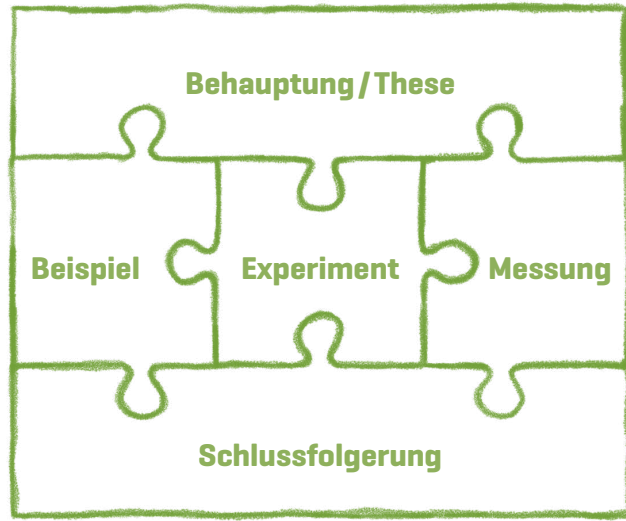 Behauptung / These
Beispiel
Experiment
Messung
Schlussfolgerung